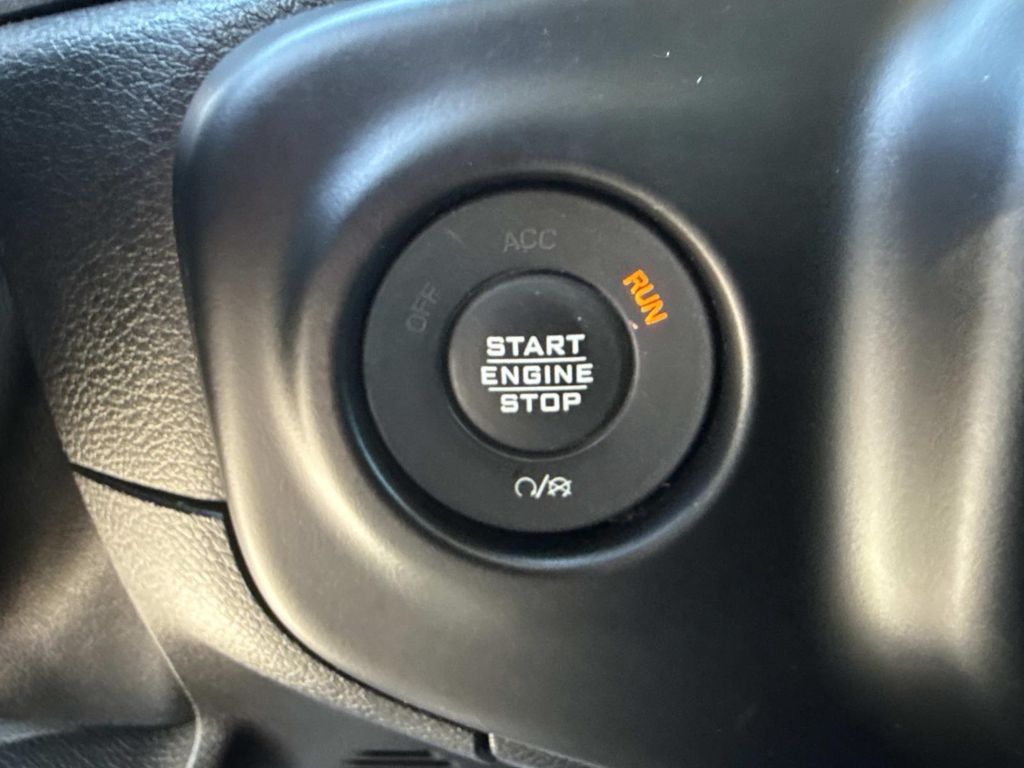 ACC
OFF
RUN
START
ENGINE
STOP